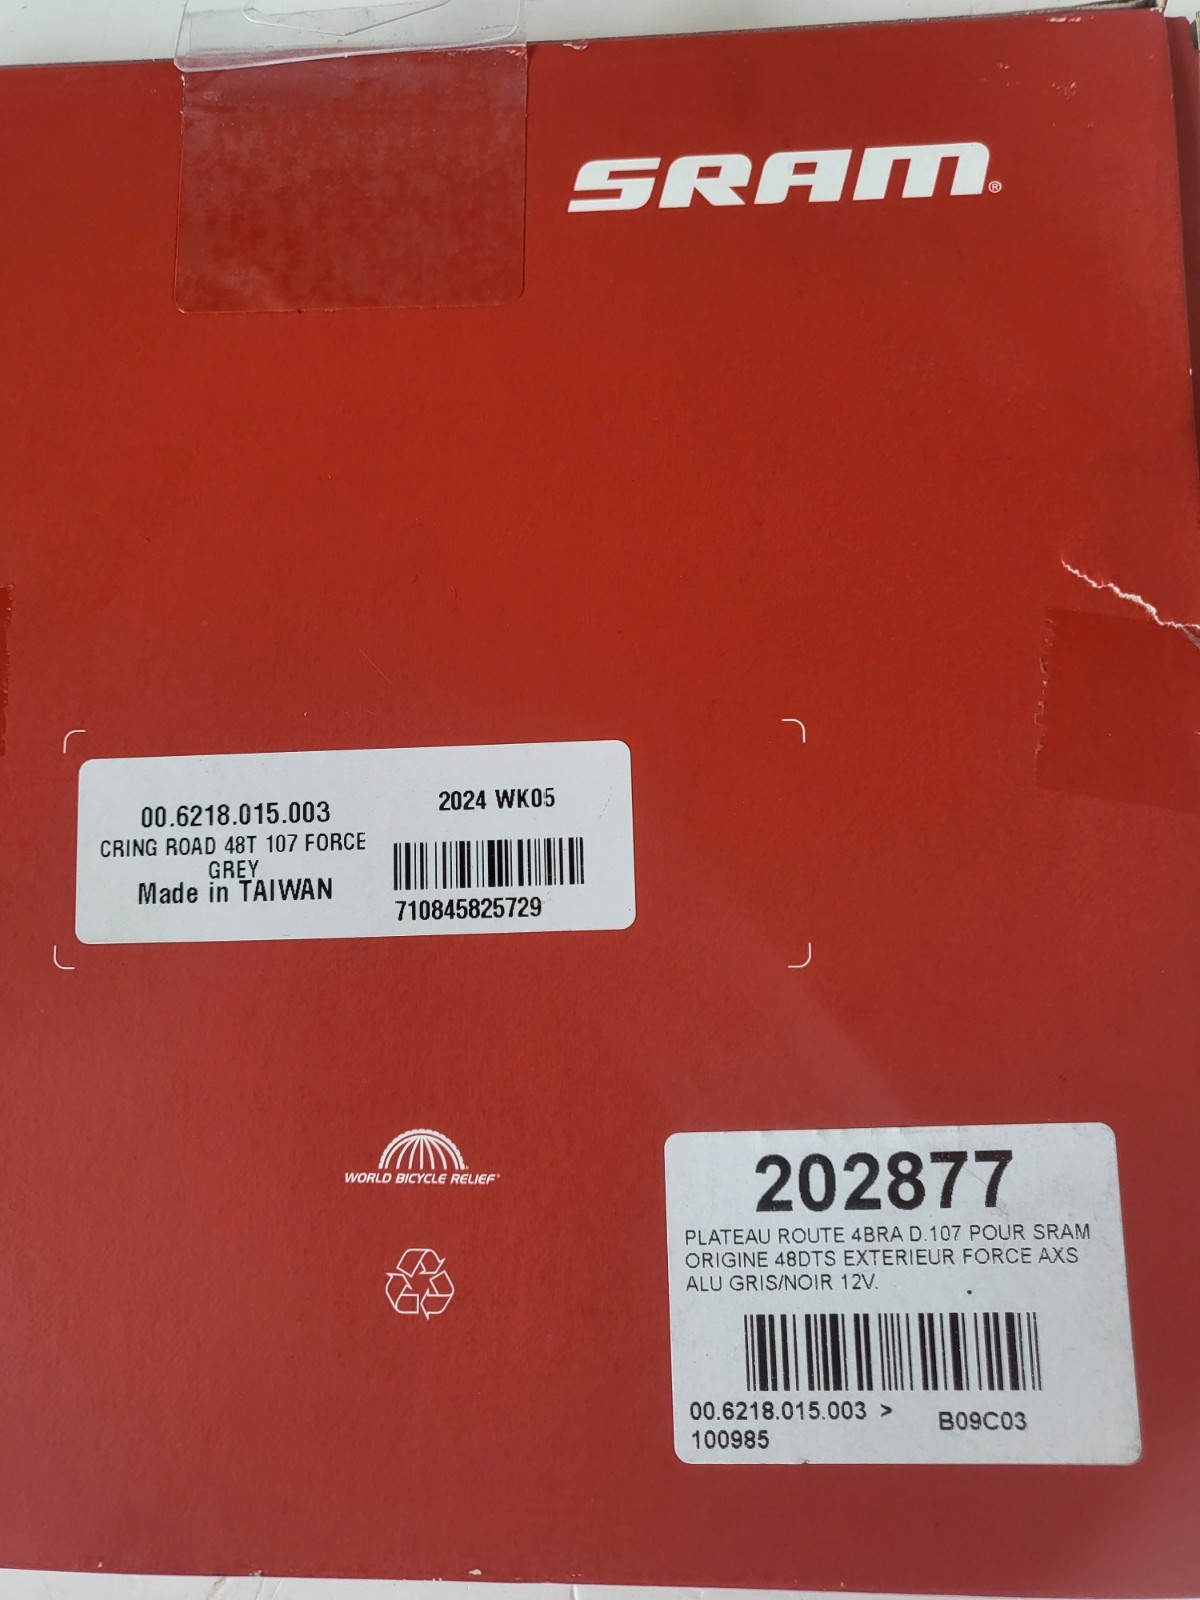 SRAM®
00.6218.015.003
2024 WK05
CRING ROAD 48T 107 FORCE
GREY
Made in TAIWAN
710845825729
WORLD BICYCLE RELIEF®
202877
PLATEAU ROUTE 4BRA D.107 POUR SRAM
ORIGINE 48DTS EXTERIEUR FORCE AXS
ALU GRIS/NOIR 12V.
00.6218.015.003 >
B09C03
100985